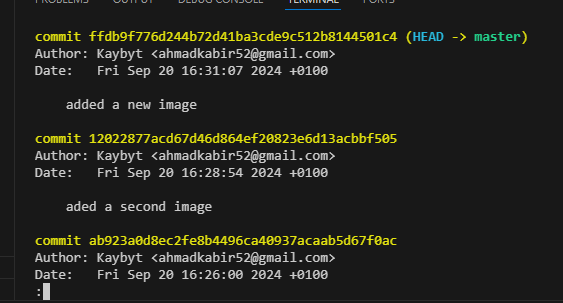 PROBLEMS OUTPUT DEBUG CONSOLE TERMINAL PORTS
commit ffdb9f776d244b72d41ba3cde9c512b8144501c4 (HEAD -> master)
Author: Kaybyt <ahmadkabir52@gmail.com>
Date:   Fri Sep 20 16:31:07 2024 +0100
added a new image
commit 12022877acd67d46d864ef20823e6d13acbbf505
Author: Kaybyt <ahmadkabir52@gmail.com>
Date:   Fri Sep 20 16:28:54 2024 +0100
aded a second image
commit ab923a0d8ec2fe8b4496ca40937acaab5d67f0ac
Author: Kaybyt <ahmadkabir52@gmail.com>
Date:   Fri Sep 20 16:26:00 2024 +0100
: